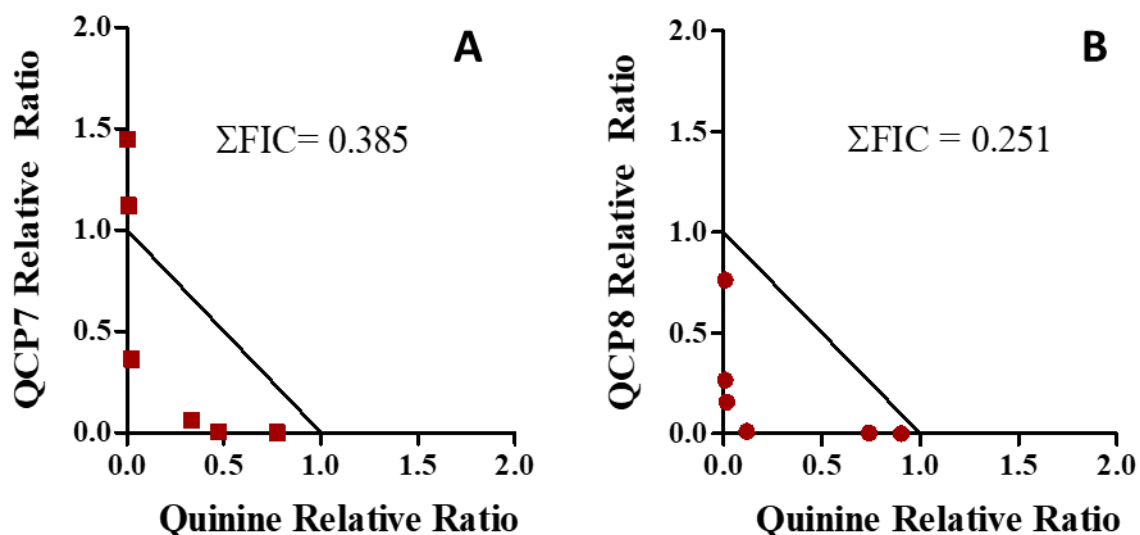 A
QCP7 Relative Ratio
2.0
1.5
1.0
0.5
0.0
ΣFIC= 0.385
0.0 0.5 1.0 1.5 2.0
Quinine Relative Ratio
B
QCP8 Relative Ratio
2.0
1.5
1.0
0.5
0.0
ΣFIC = 0.251
0.0 0.5 1.0 1.5 2.0
Quinine Relative Ratio